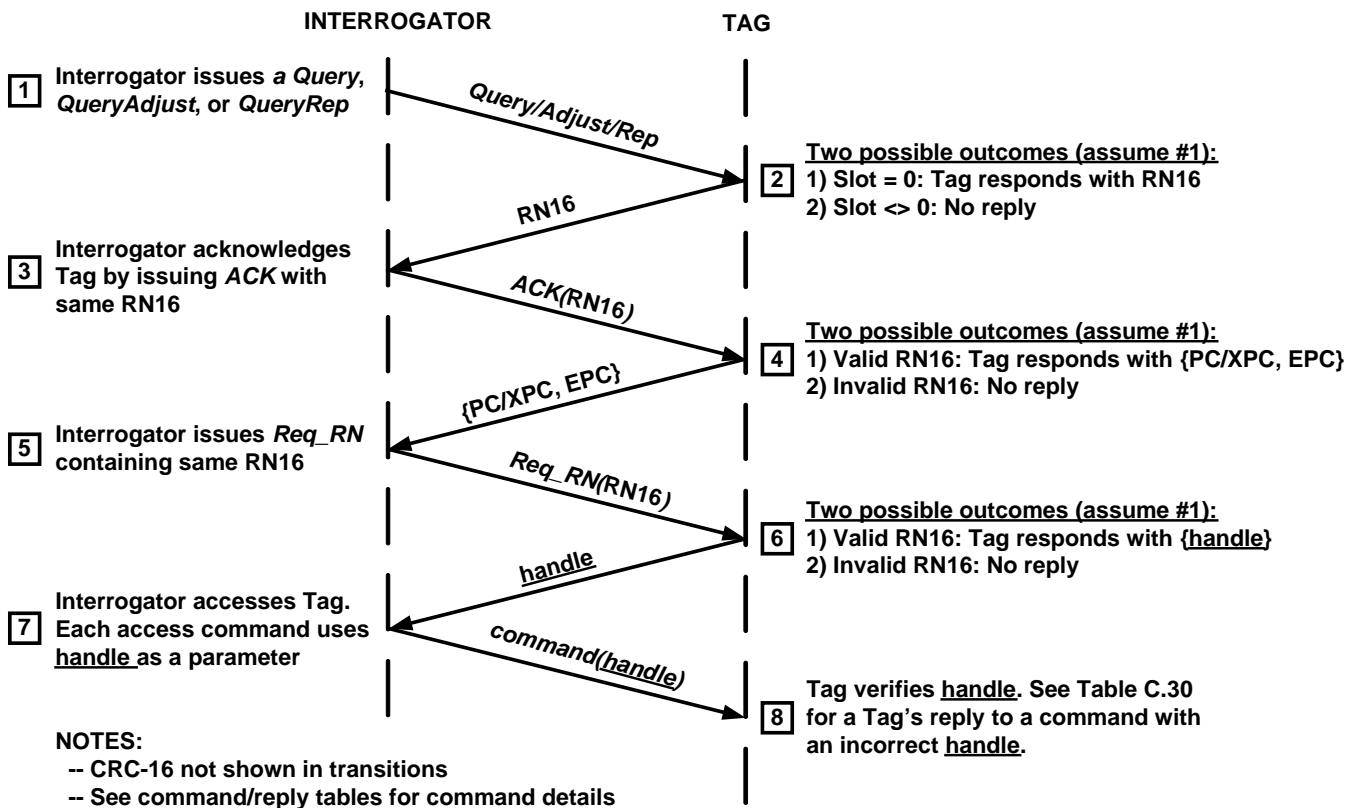 INTERROGATOR
TAG
1
Interrogator issues a Query,
QueryAdjust, or QueryRep
Query/Adjust/Rep
2
Two possible outcomes (assume #1):
1) Slot = 0: Tag responds with RN16
2) Slot <> 0: No reply
RN16
3
Interrogator acknowledges
Tag by issuing ACK with
same RN16
ACK(RN16)
4
Two possible outcomes (assume #1):
1) Valid RN16: Tag responds with {PC/XPC, EPC}
2) Invalid RN16: No reply
{PC/XPC, EPC}
5
Interrogator issues Req_RN
containing same RN16
Req_RN(RN16)
6
Two possible outcomes (assume #1):
1) Valid RN16: Tag responds with {handle}
2) Invalid RN16: No reply
handle
7
Interrogator accesses Tag.
Each access command uses
handle as a parameter
command(handle)
8
Tag verifies handle. See Table C.30
for a Tag's reply to a command with
an incorrect handle.
NOTES:
-- CRC-16 not shown in transitions
-- See command/reply tables for command details